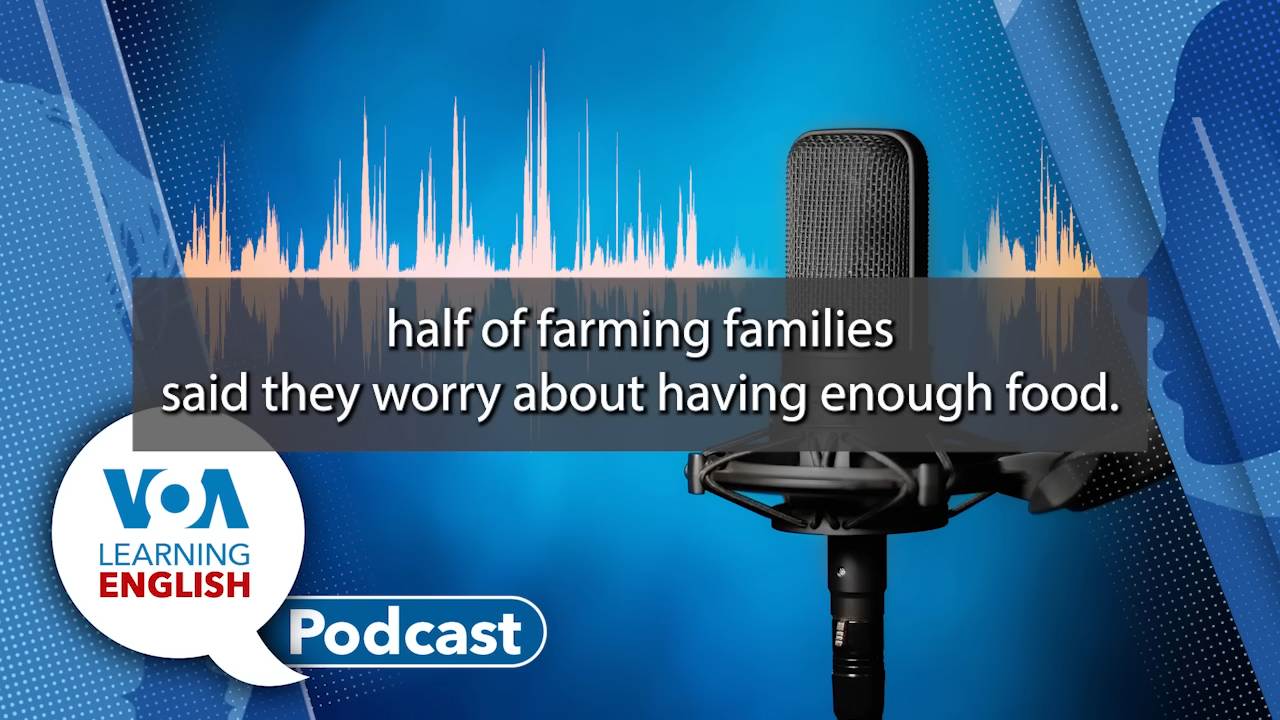 half of farming families
said they worry about having enough food.
VOA
LEARNING
ENGLISH
Podcast